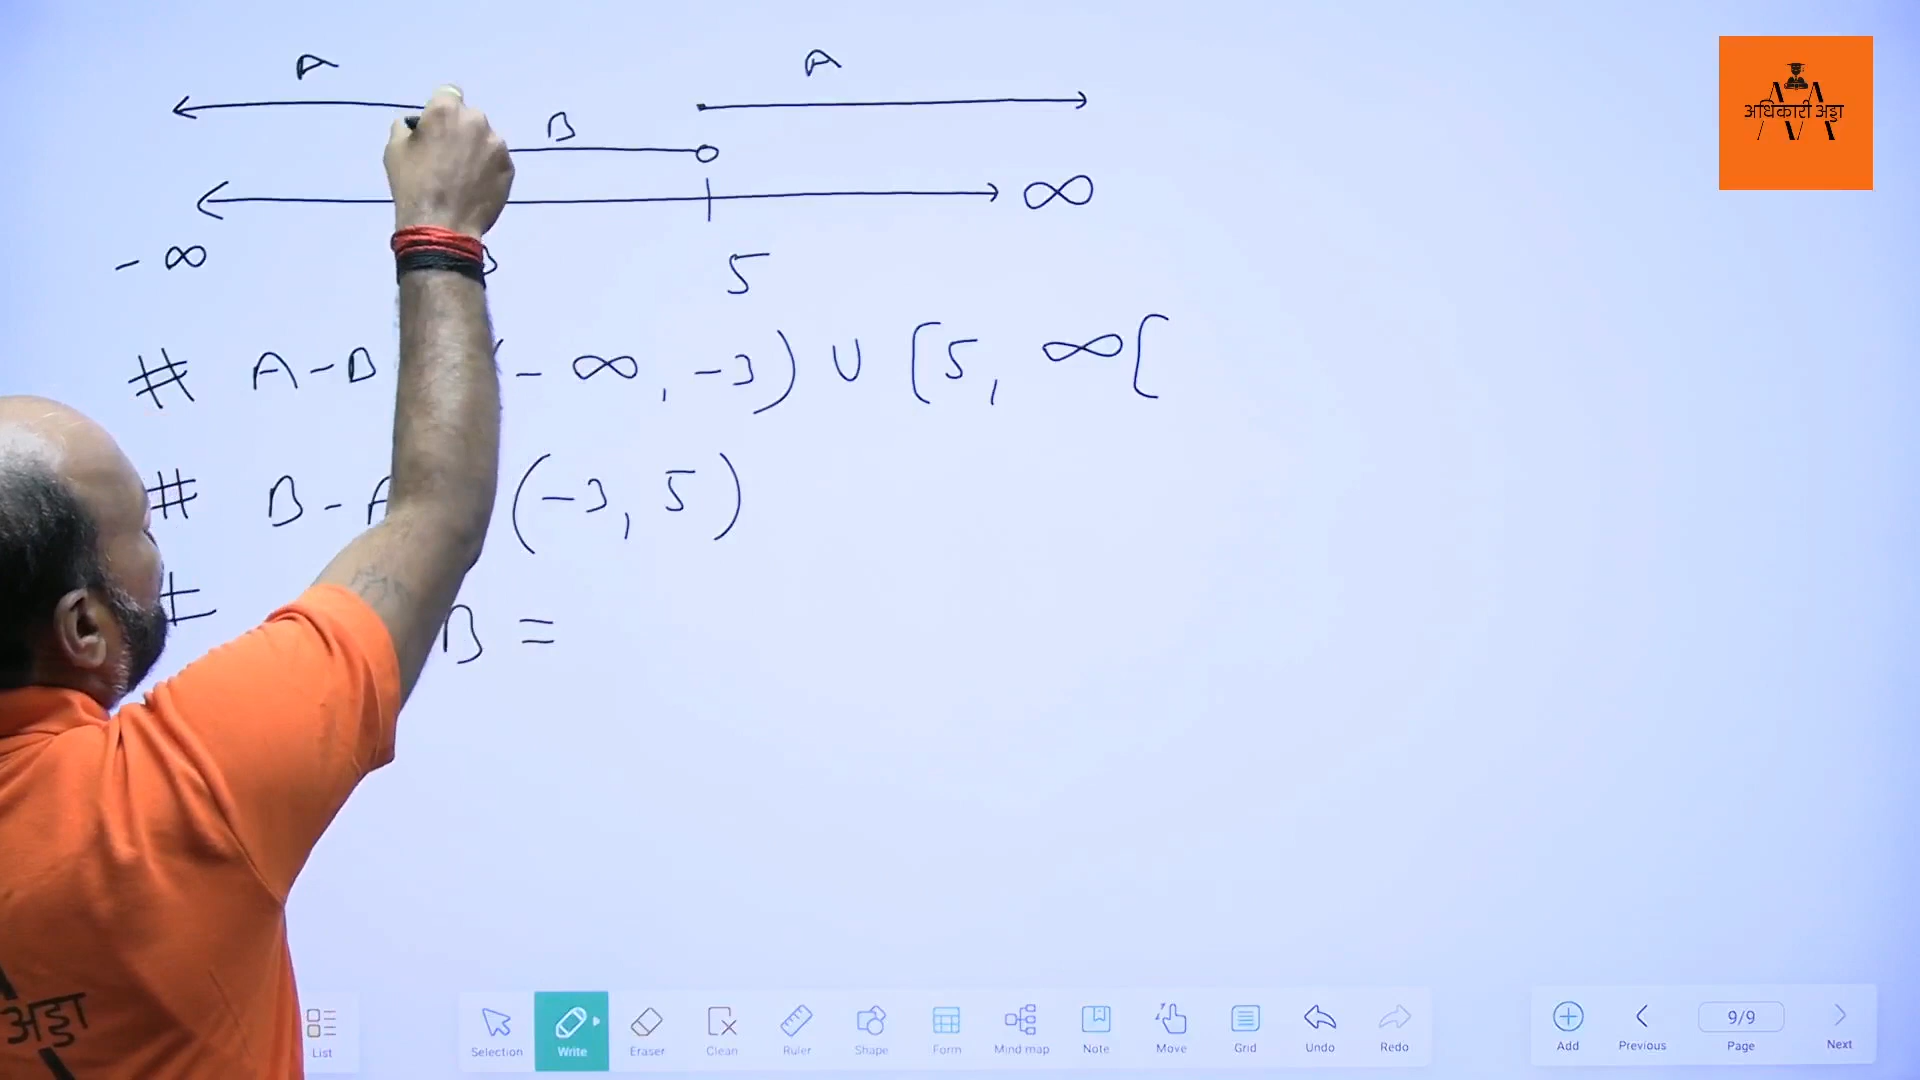 A A
अधिकारी अड्डा
B
∞
- ∞ 5
# A-B (-∞, -3) ∪ [5, ∞[
# B-A (-3, 5)
B =
अड्डा
List Selection Write Eraser Clean Ruler Shape Form Mind map Note Move Grid Undo Redo Add Previous 9/9 Page Next